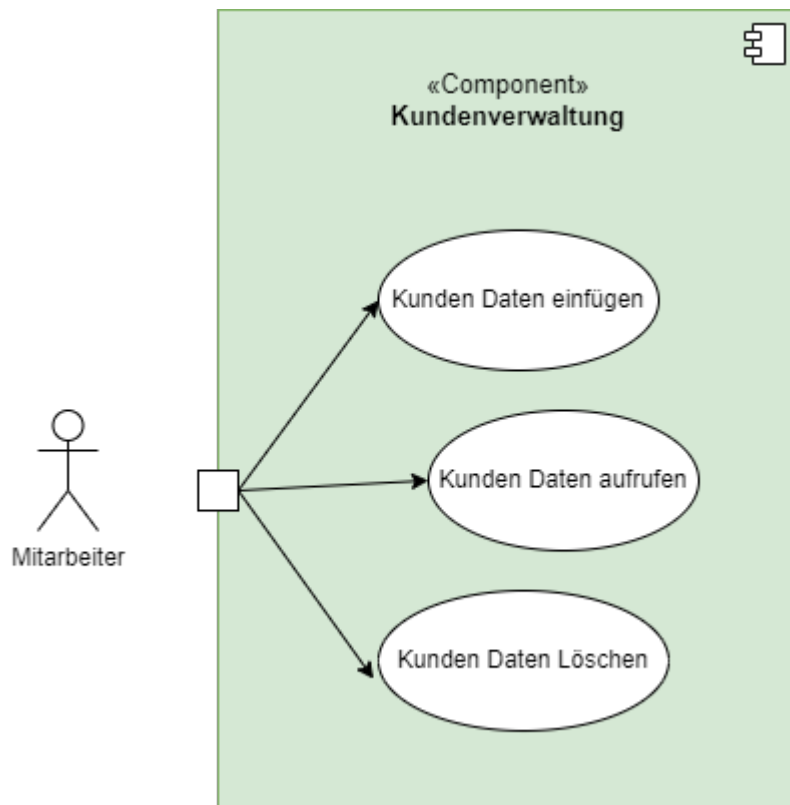 «Component»
Kundenverwaltung
Kunden Daten einfügen
Kunden Daten aufrufen
Mitarbeiter
Kunden Daten Löschen